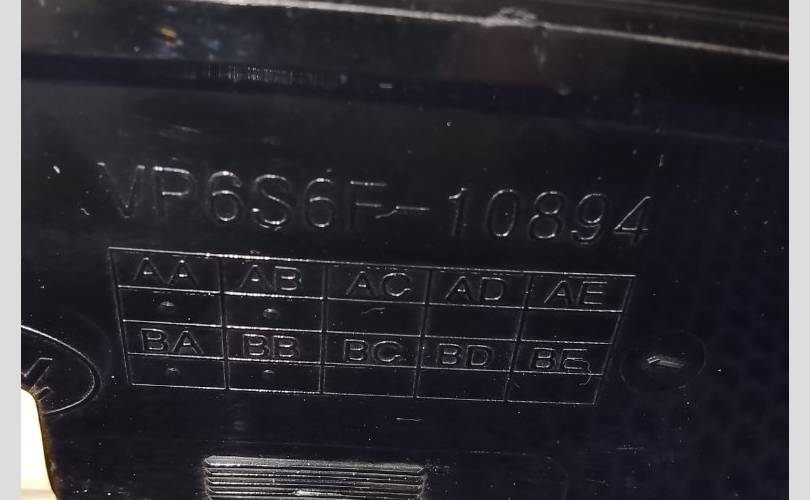 VP6S6F-10894
AA AB AC AD AE
BA BB BC BD BE